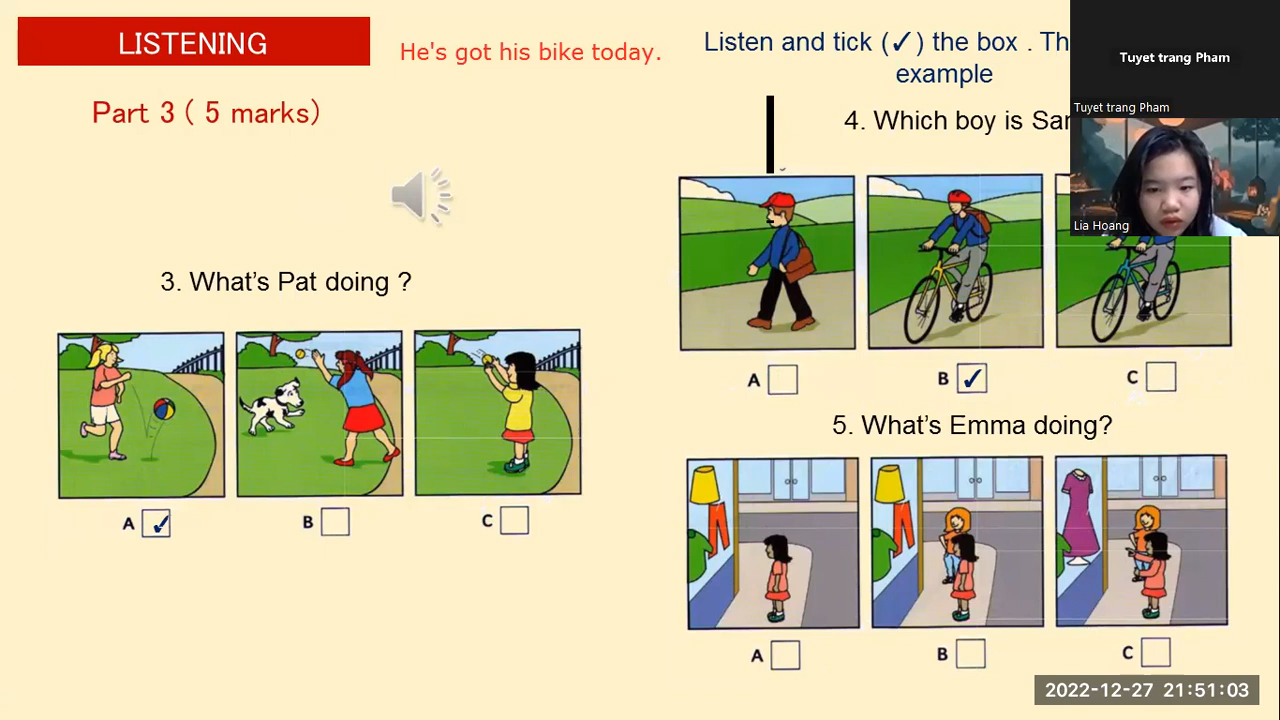 LISTENING
He's got his bike today.
Listen and tick (✓) the box . Th
example
Part 3 ( 5 marks)
4. Which boy is
3. What's Pat doing ?
A ✓
B
C
A
B ✓
C
5. What's Emma doing?
A
B
C
Tuyet trang Pham
Tuyet trang Pham
Lia Hoang
2022-12-27 21:51:03